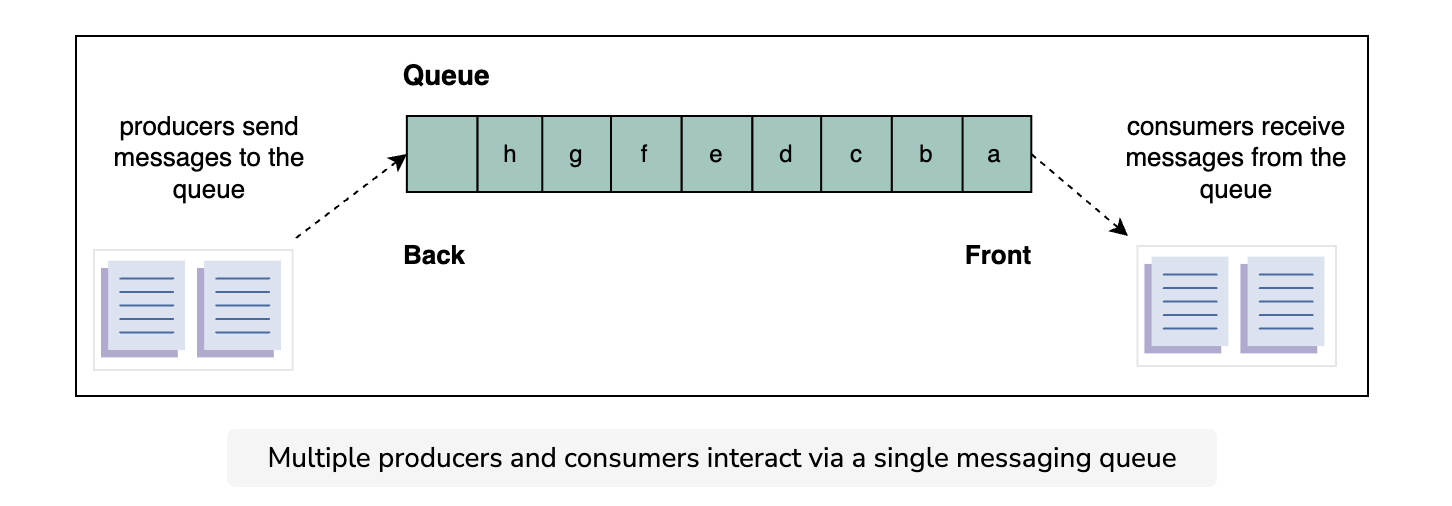 Queue
producers send
messages to the
queue
h g f e d c b a
consumers receive
messages from the
queue
Back
Front
Multiple producers and consumers interact via a single messaging queue